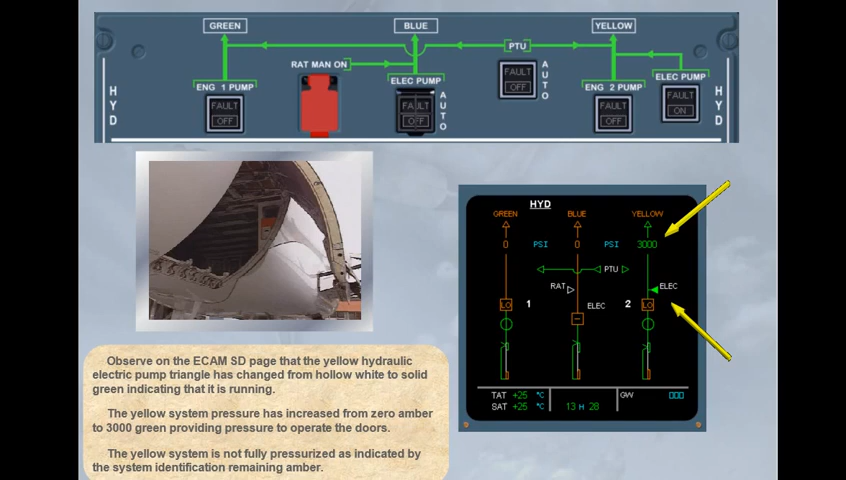 GREEN BLUE YELLOW
PTU
RAT MAN ON
ENG 1 PUMP ELEC PUMP ENG 2 PUMP ELEC PUMP
FAULT OFF
FAULT OFF
AUTO
FAULT OFF
AUTO
FAULT OFF
FAULT ON
HYD HYD
HYD
GREEN BLUE YELLOW
0 PSI 0 PSI 3000
PTU
RAT ELEC
LO 1 ELEC 2 LO
TAT +25 °C GW 000
SAT +25 °C 13 H 28
Observe on the ECAM SD page that the yellow hydraulic
electric pump triangle has changed from hollow white to solid
green indicating that it is running.
The yellow system pressure has increased from zero amber
to 3000 green providing pressure to operate the doors.
The yellow system is not fully pressurized as indicated by
the system identification remaining amber.